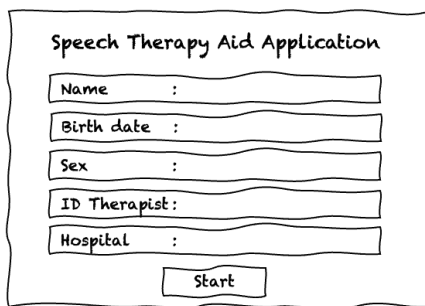 Speech Therapy Aid Application
Name :
Birth date :
Sex :
ID Therapist :
Hospital :
Start